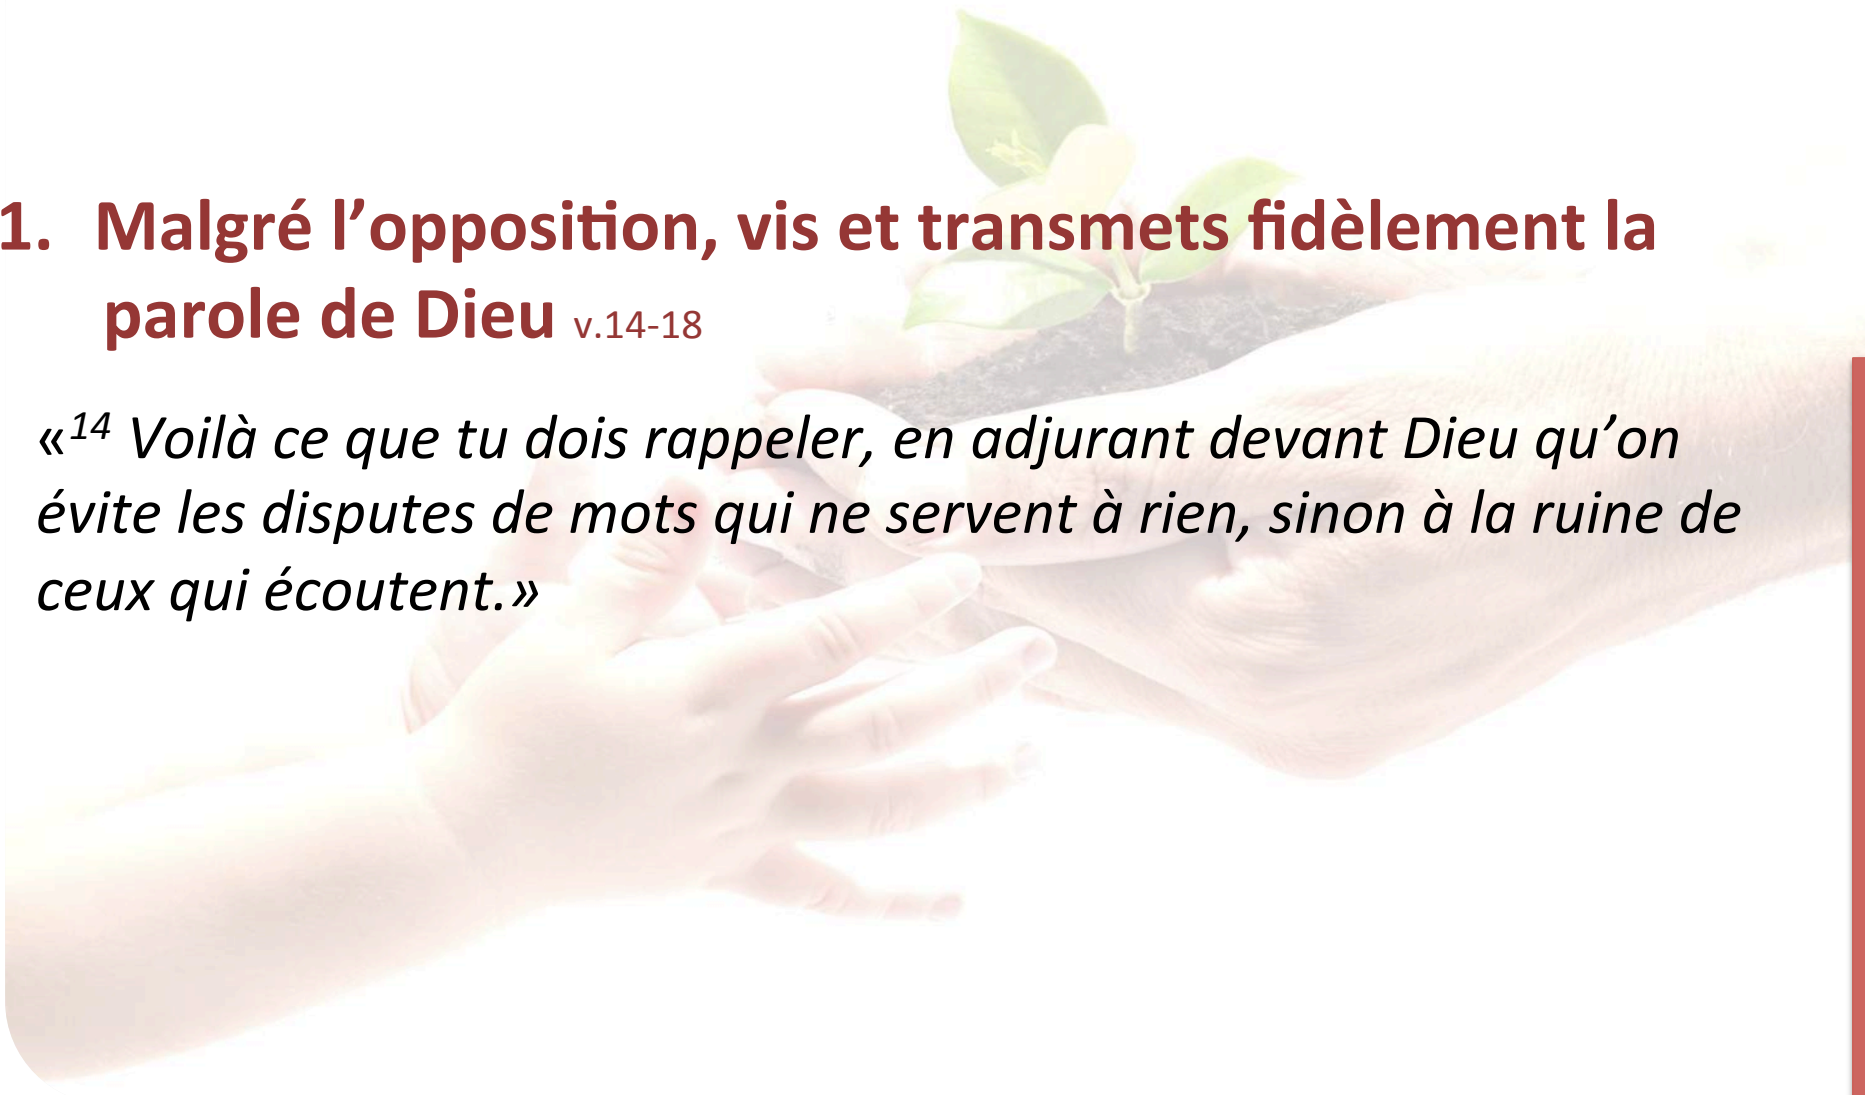 1. Malgré l’opposition, vis et transmets fidèlement la
parole de Dieu v.14-18
«14 Voilà ce que tu dois rappeler, en adjurant devant Dieu qu’on
évite les disputes de mots qui ne servent à rien, sinon à la ruine de
ceux qui écoutent.»